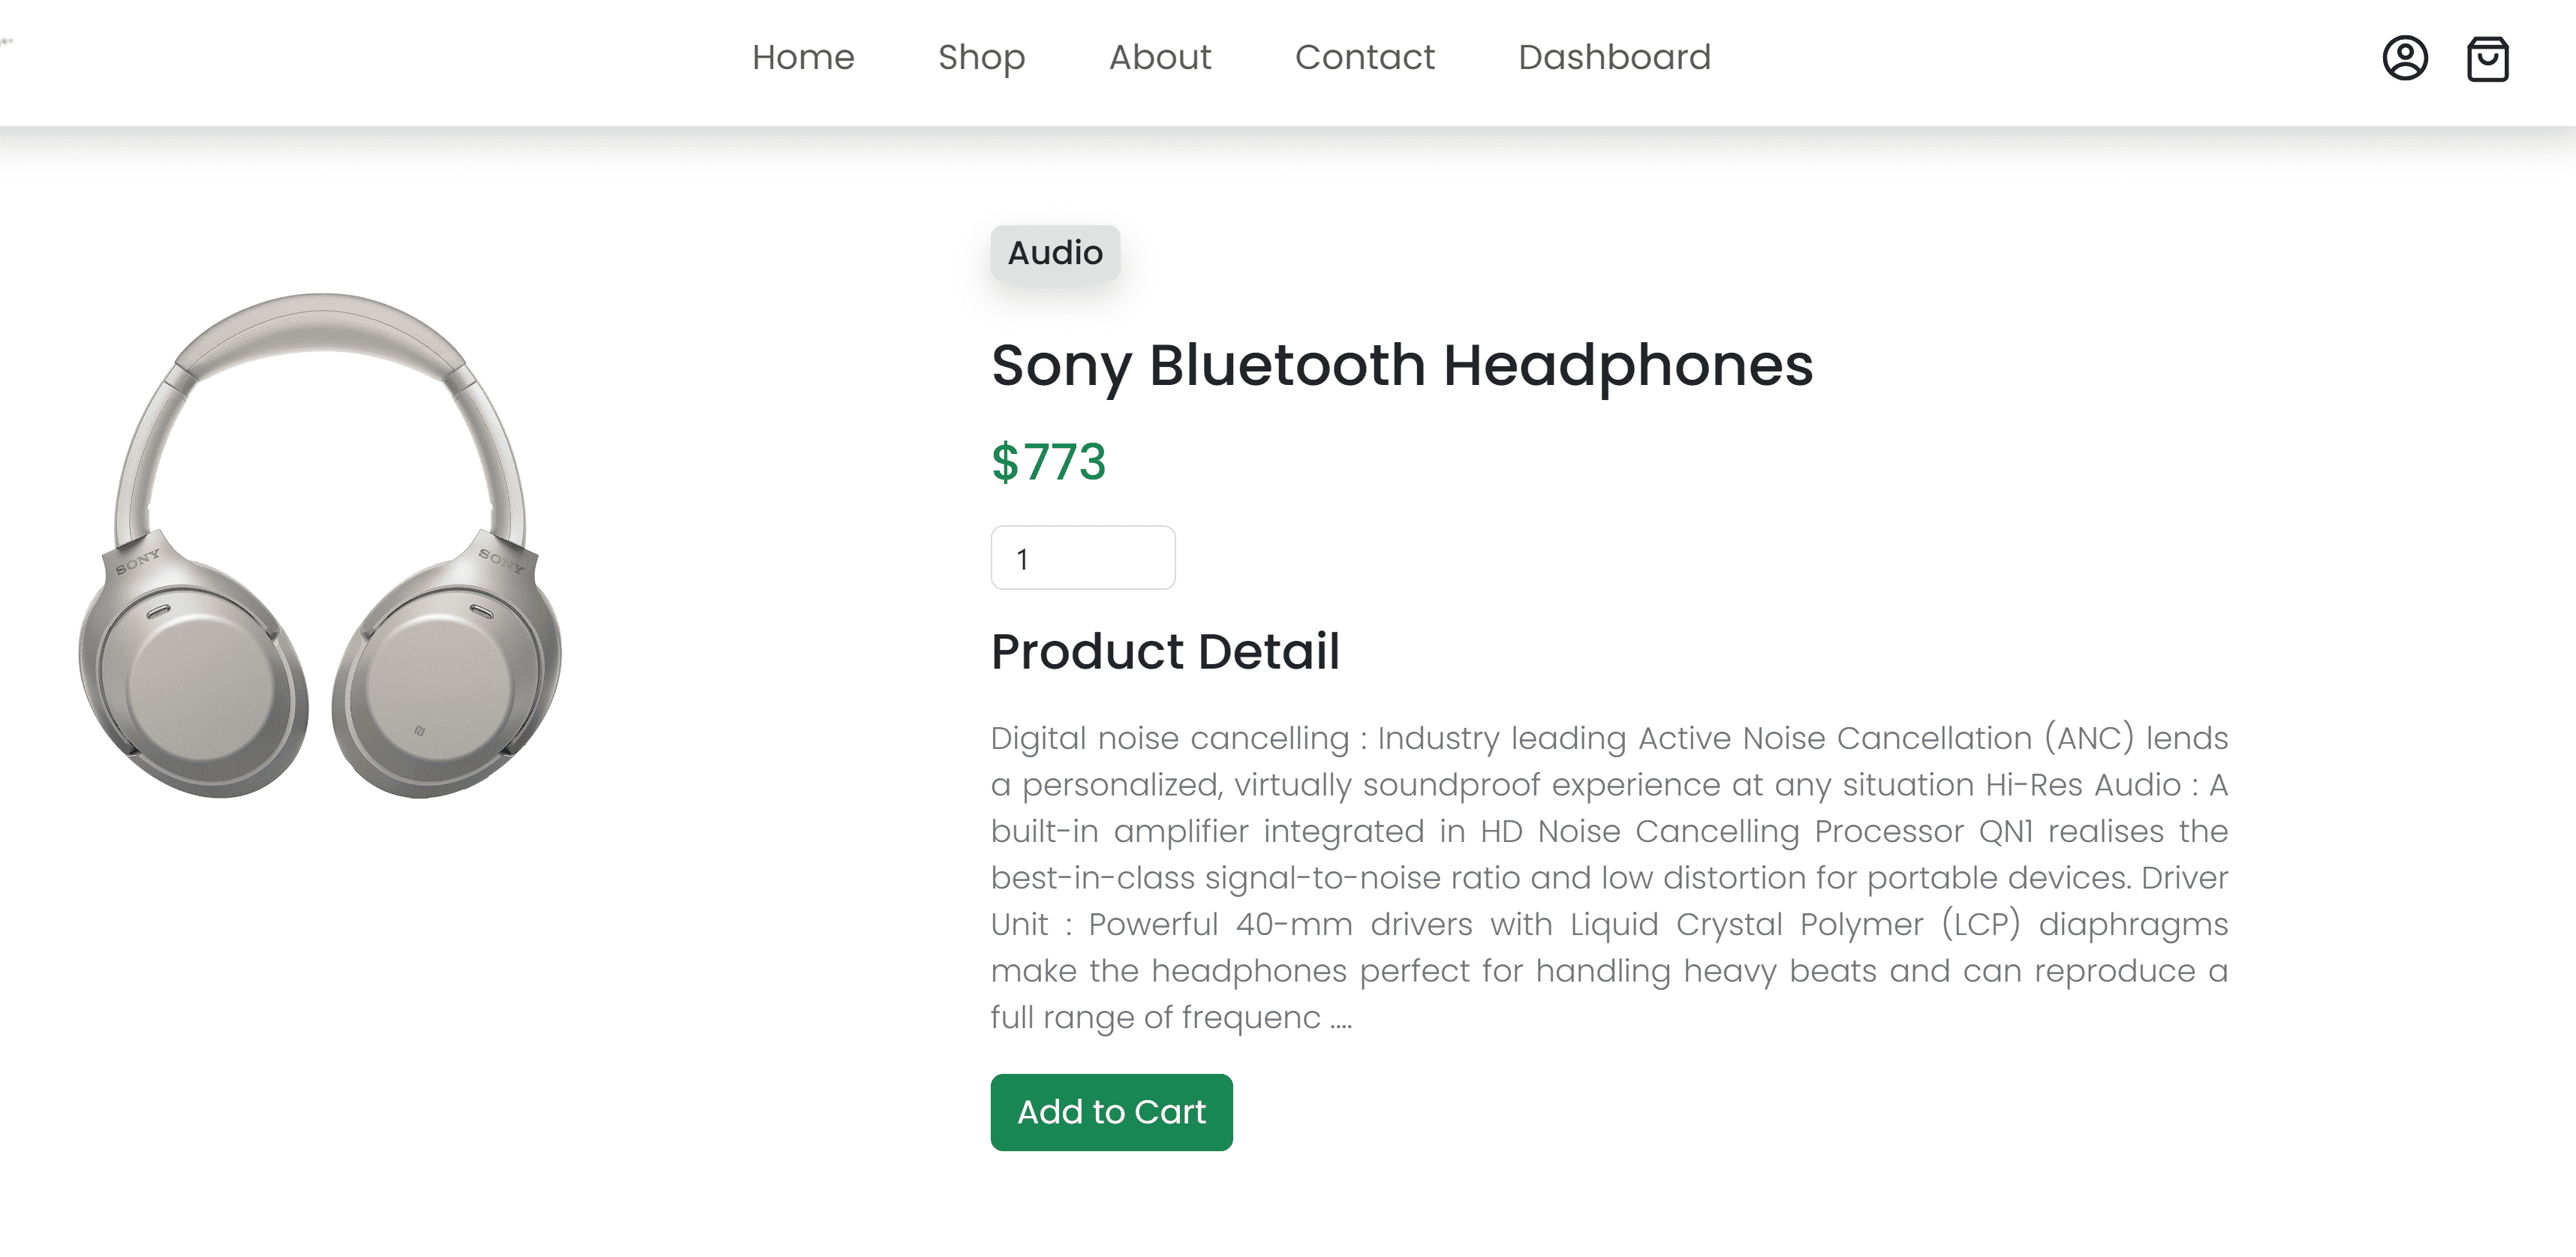 Home Shop About Contact Dashboard
Audio
Sony Bluetooth Headphones
$773
1
SONY SONY
Product Detail
Digital noise cancelling : Industry leading Active Noise Cancellation (ANC) lends
a personalized, virtually soundproof experience at any situation Hi-Res Audio : A
built-in amplifier integrated in HD Noise Cancelling Processor QN1 realises the
best-in-class signal-to-noise ratio and low distortion for portable devices. Driver
Unit : Powerful 40-mm drivers with Liquid Crystal Polymer (LCP) diaphragms
make the headphones perfect for handling heavy beats and can reproduce a
full range of frequenc ....
Add to Cart